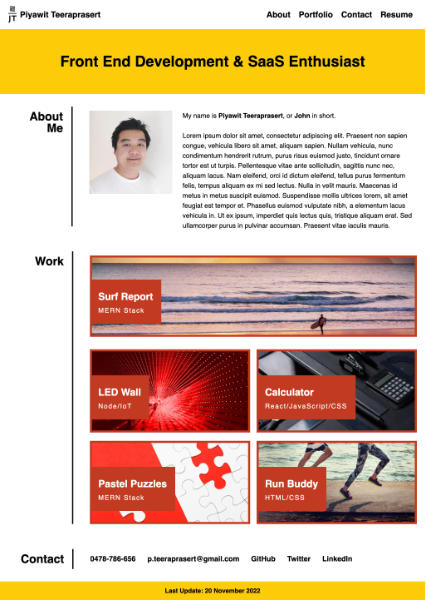 JT Piyawit Teeraprasert About Portfolio Contact Resume
Front End Development & SaaS Enthusiast
About
Me
My name is Piyawit Teeraprasert, or John in short.
Lorem ipsum dolor sit amet, consectetur adipiscing elit. Praesent non sapien
congue, vehicula libero sit amet, aliquam sapien. Nullam vehicula, nunc
condimentum hendrerit rutrum, purus risus euismod justo, tincidunt ornare
tortor est ut turpis. Pellentesque vitae ante sollicitudin, sagittis nunc nec,
aliquam lacus. Nam eleifend, orci id dictum eleifend, tellus purus fermentum
felis, tempus aliquam ex mi sed lectus. Nulla in velit mauris. Maecenas id
metus in metus suscipit euismod. Suspendisse mollis ultrices lorem, sit amet
feugiat est tempor et. Phasellus euismod vulputate nibh, a elementum lacus
vehicula in. Ut ex ipsum, imperdiet quis lectus quis, tristique aliquam erat. Sed
ullamcorper purus in pulvinar accumsan. Praesent vitae iaculis mauris.
Work
Surf Report
MERN Stack
LED Wall
Node/IoT
Calculator
React/JavaScript/CSS
Pastel Puzzles
MERN Stack
Run Buddy
HTML/CSS
Contact 0478-786-656 p.teeraprasert@gmail.com GitHub Twitter LinkedIn
Last Update: 20 November 2022